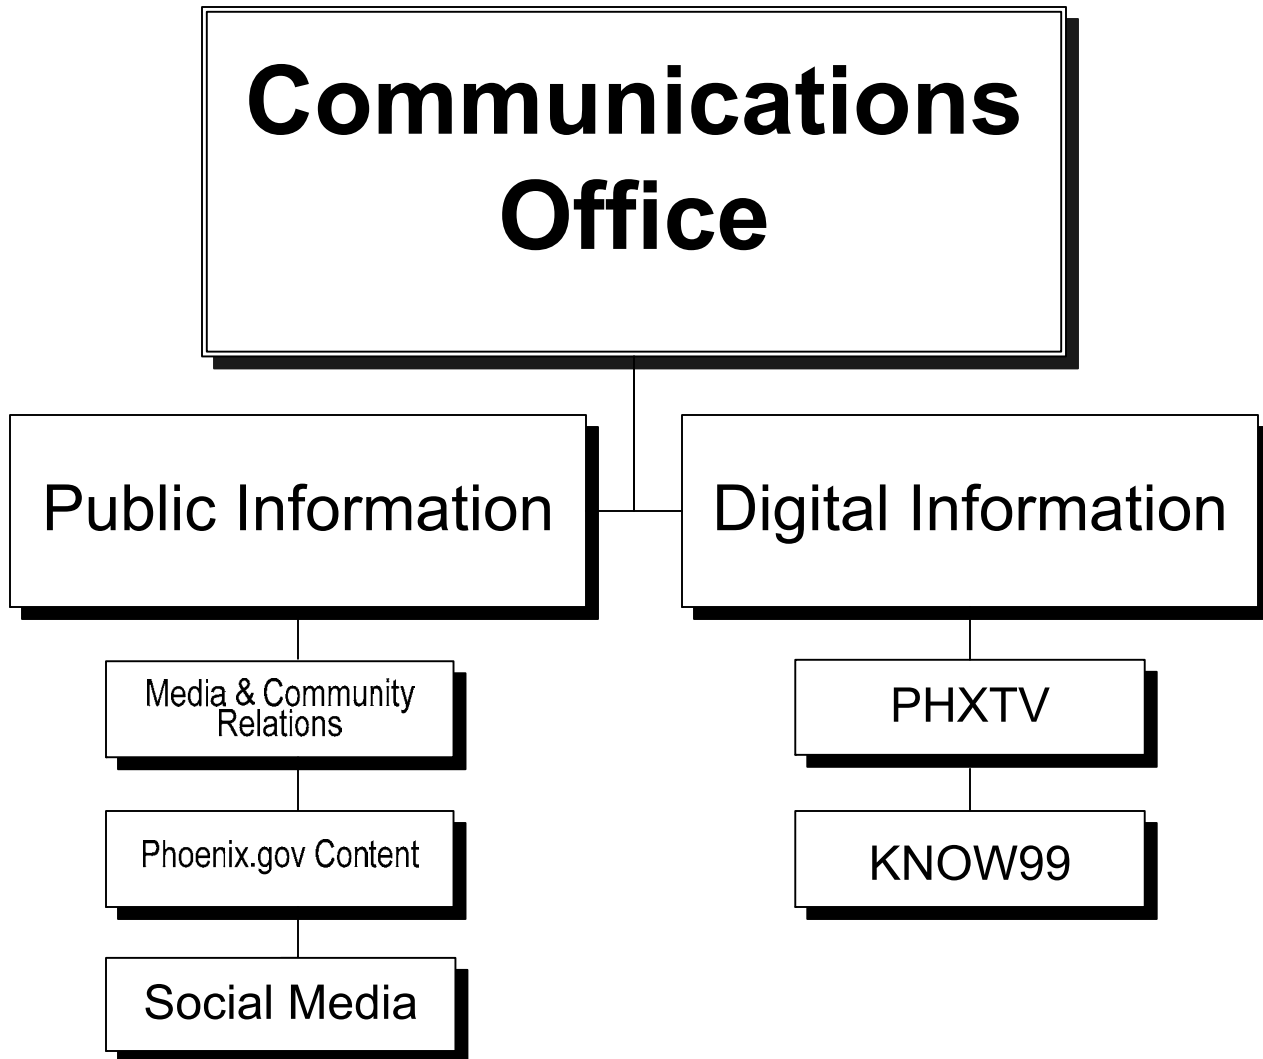 Communications
Office
Public Information
Digital Information
Media & Community
Relations
PHXTV
Phoenix.gov Content
KNOW99
Social Media